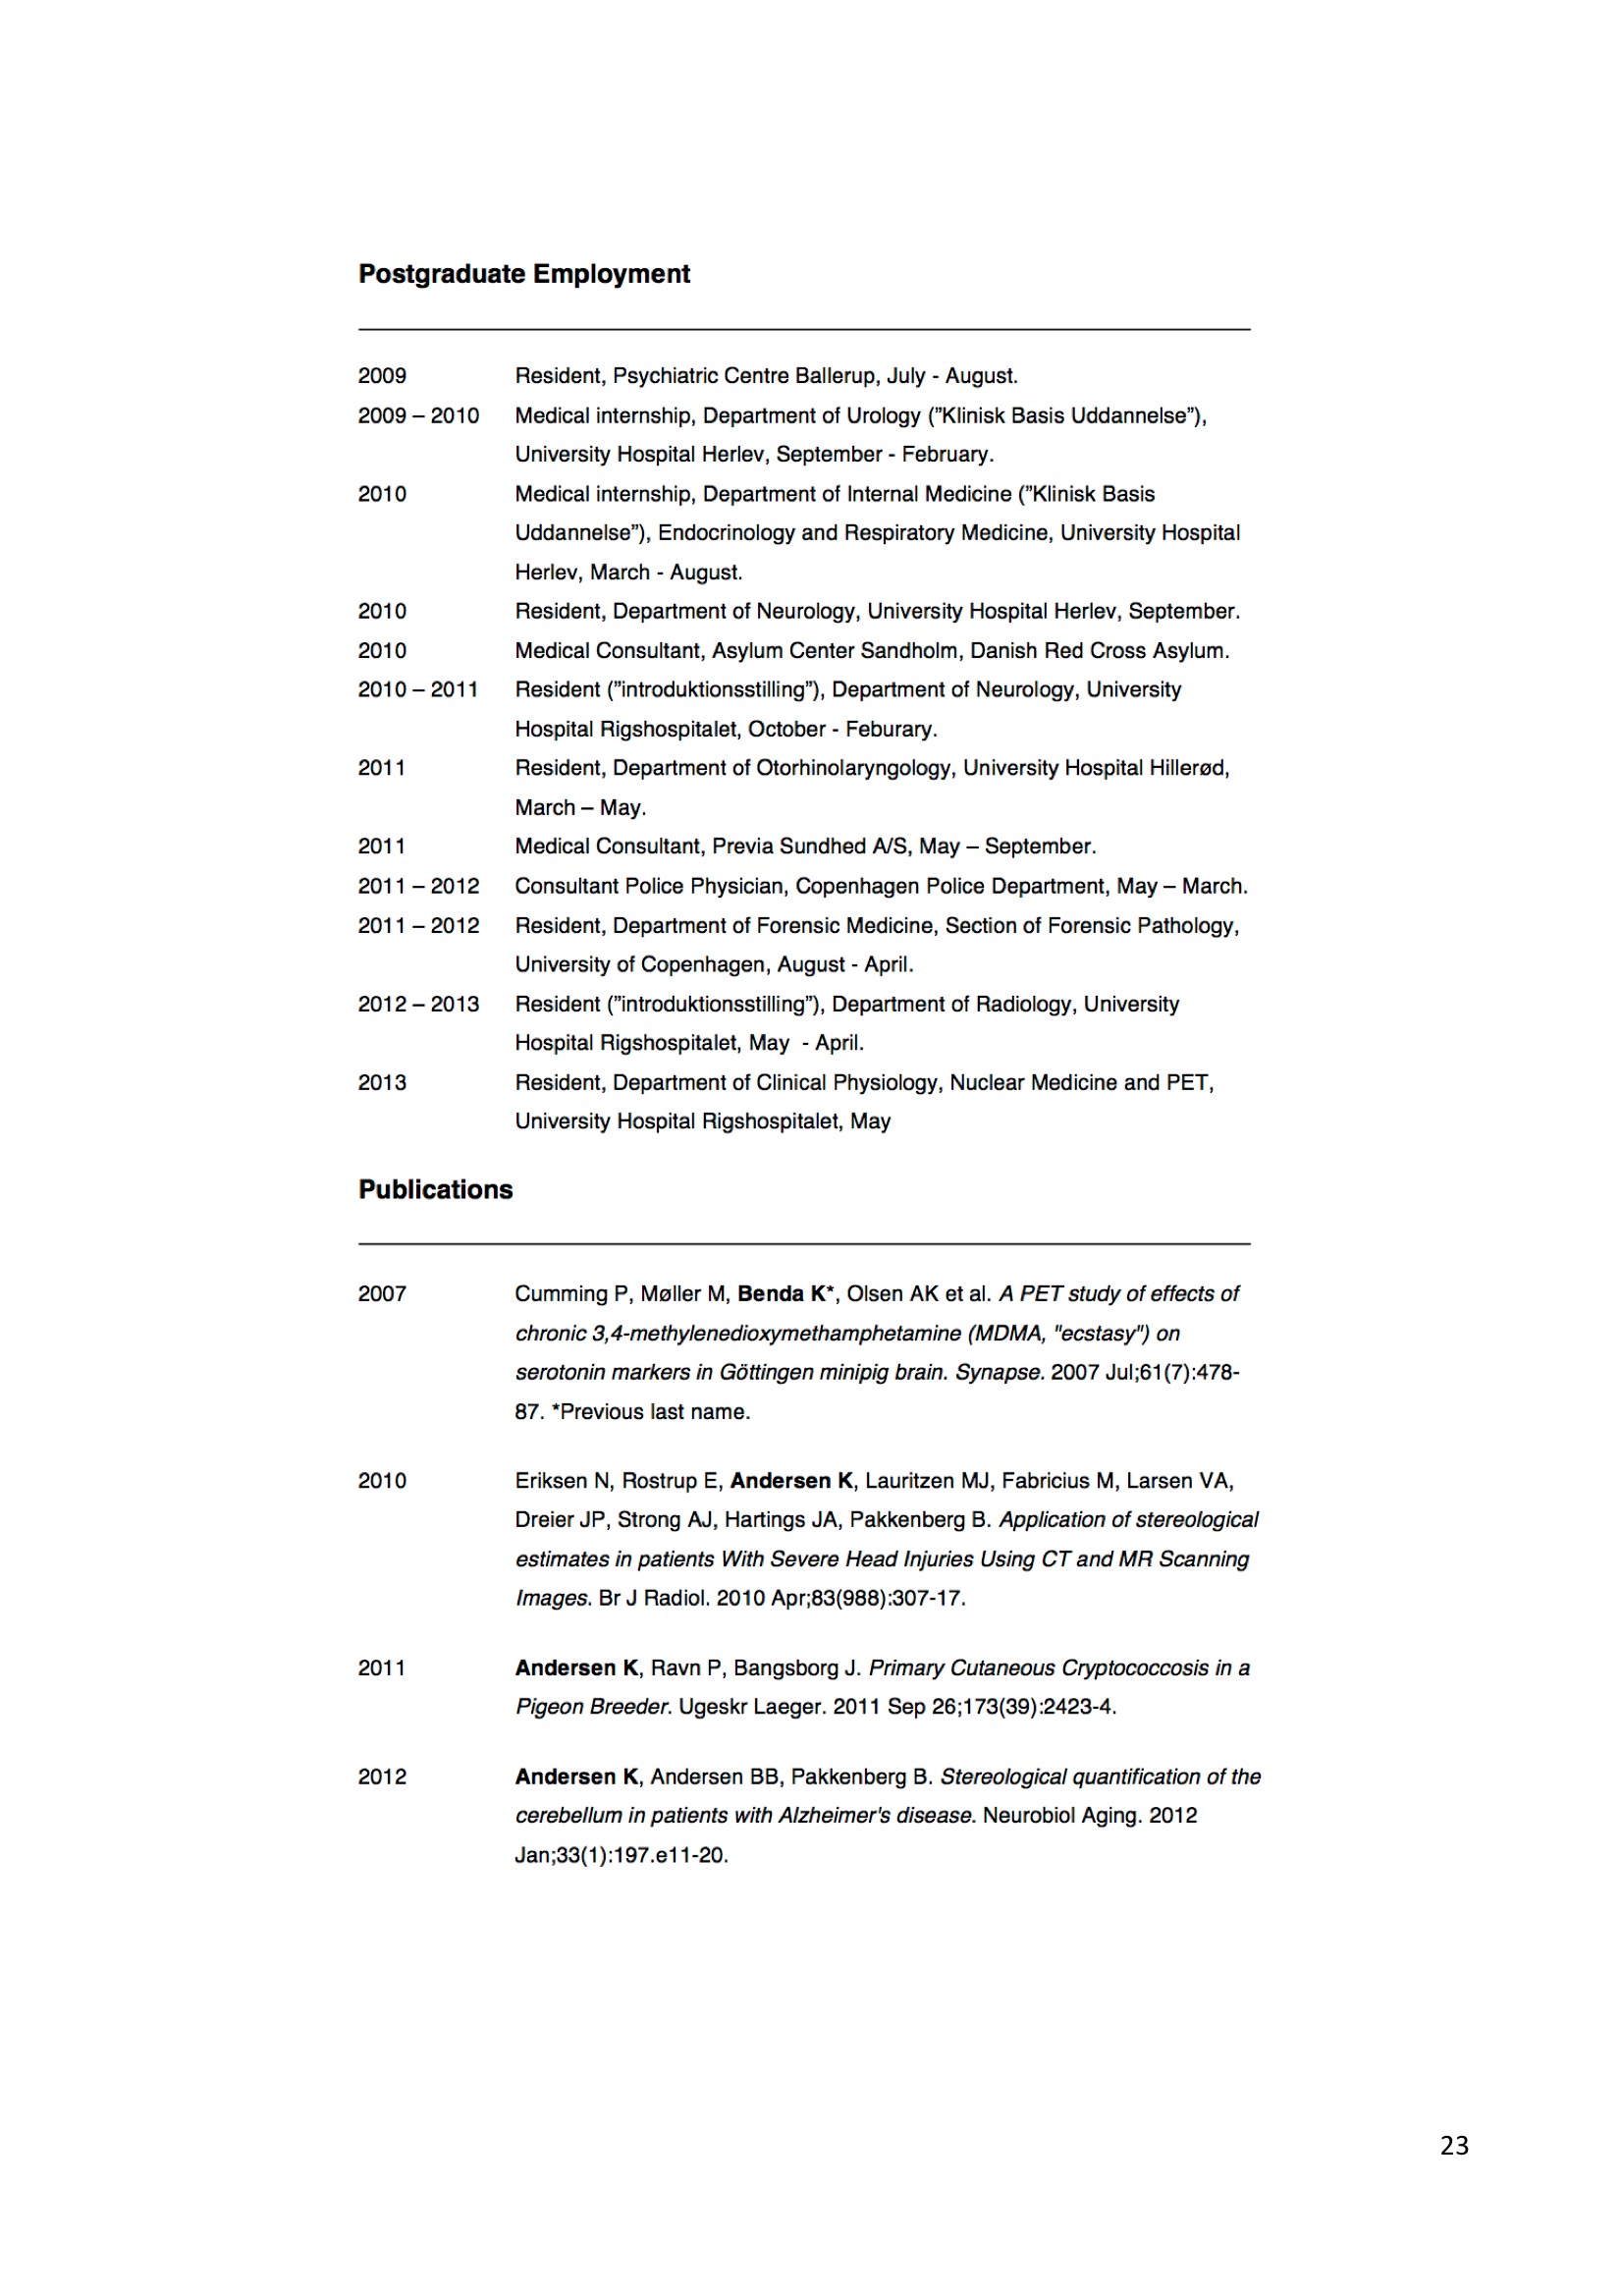 Postgraduate Employment
2009 Resident, Psychiatric Centre Ballerup, July - August.
2009 – 2010 Medical internship, Department of Urology (”Klinisk Basis Uddannelse”),
University Hospital Herlev, September - February.
2010 Medical internship, Department of Internal Medicine (”Klinisk Basis
Uddannelse”), Endocrinology and Respiratory Medicine, University Hospital
Herlev, March - August.
2010 Resident, Department of Neurology, University Hospital Herlev, September.
2010 Medical Consultant, Asylum Center Sandholm, Danish Red Cross Asylum.
2010 – 2011 Resident (”introduktionsstilling”), Department of Neurology, University
Hospital Rigshospitalet, October - Feburary.
2011 Resident, Department of Otorhinolaryngology, University Hospital Hillerød,
March – May.
2011 Medical Consultant, Previa Sundhed A/S, May – September.
2011 – 2012 Consultant Police Physician, Copenhagen Police Department, May – March.
2011 – 2012 Resident, Department of Forensic Medicine, Section of Forensic Pathology,
University of Copenhagen, August - April.
2012 – 2013 Resident (”introduktionsstilling”), Department of Radiology, University
Hospital Rigshospitalet, May - April.
2013 Resident, Department of Clinical Physiology, Nuclear Medicine and PET,
University Hospital Rigshospitalet, May
Publications
2007 Cumming P, Møller M, Benda K*, Olsen AK et al. A PET study of effects of
chronic 3,4-methylenedioxymethamphetamine (MDMA, "ecstasy") on
serotonin markers in Göttingen minipig brain. Synapse. 2007 Jul;61(7):478-
87. *Previous last name.
2010 Eriksen N, Rostrup E, Andersen K, Lauritzen MJ, Fabricius M, Larsen VA,
Dreier JP, Strong AJ, Hartings JA, Pakkenberg B. Application of stereological
estimates in patients With Severe Head Injuries Using CT and MR Scanning
Images. Br J Radiol. 2010 Apr;83(988):307-17.
2011 Andersen K, Ravn P, Bangsborg J. Primary Cutaneous Cryptococcosis in a
Pigeon Breeder. Ugeskr Laeger. 2011 Sep 26;173(39):2423-4.
2012 Andersen K, Andersen BB, Pakkenberg B. Stereological quantification of the
cerebellum in patients with Alzheimer's disease. Neurobiol Aging. 2012
Jan;33(1):197.e11-20.
23